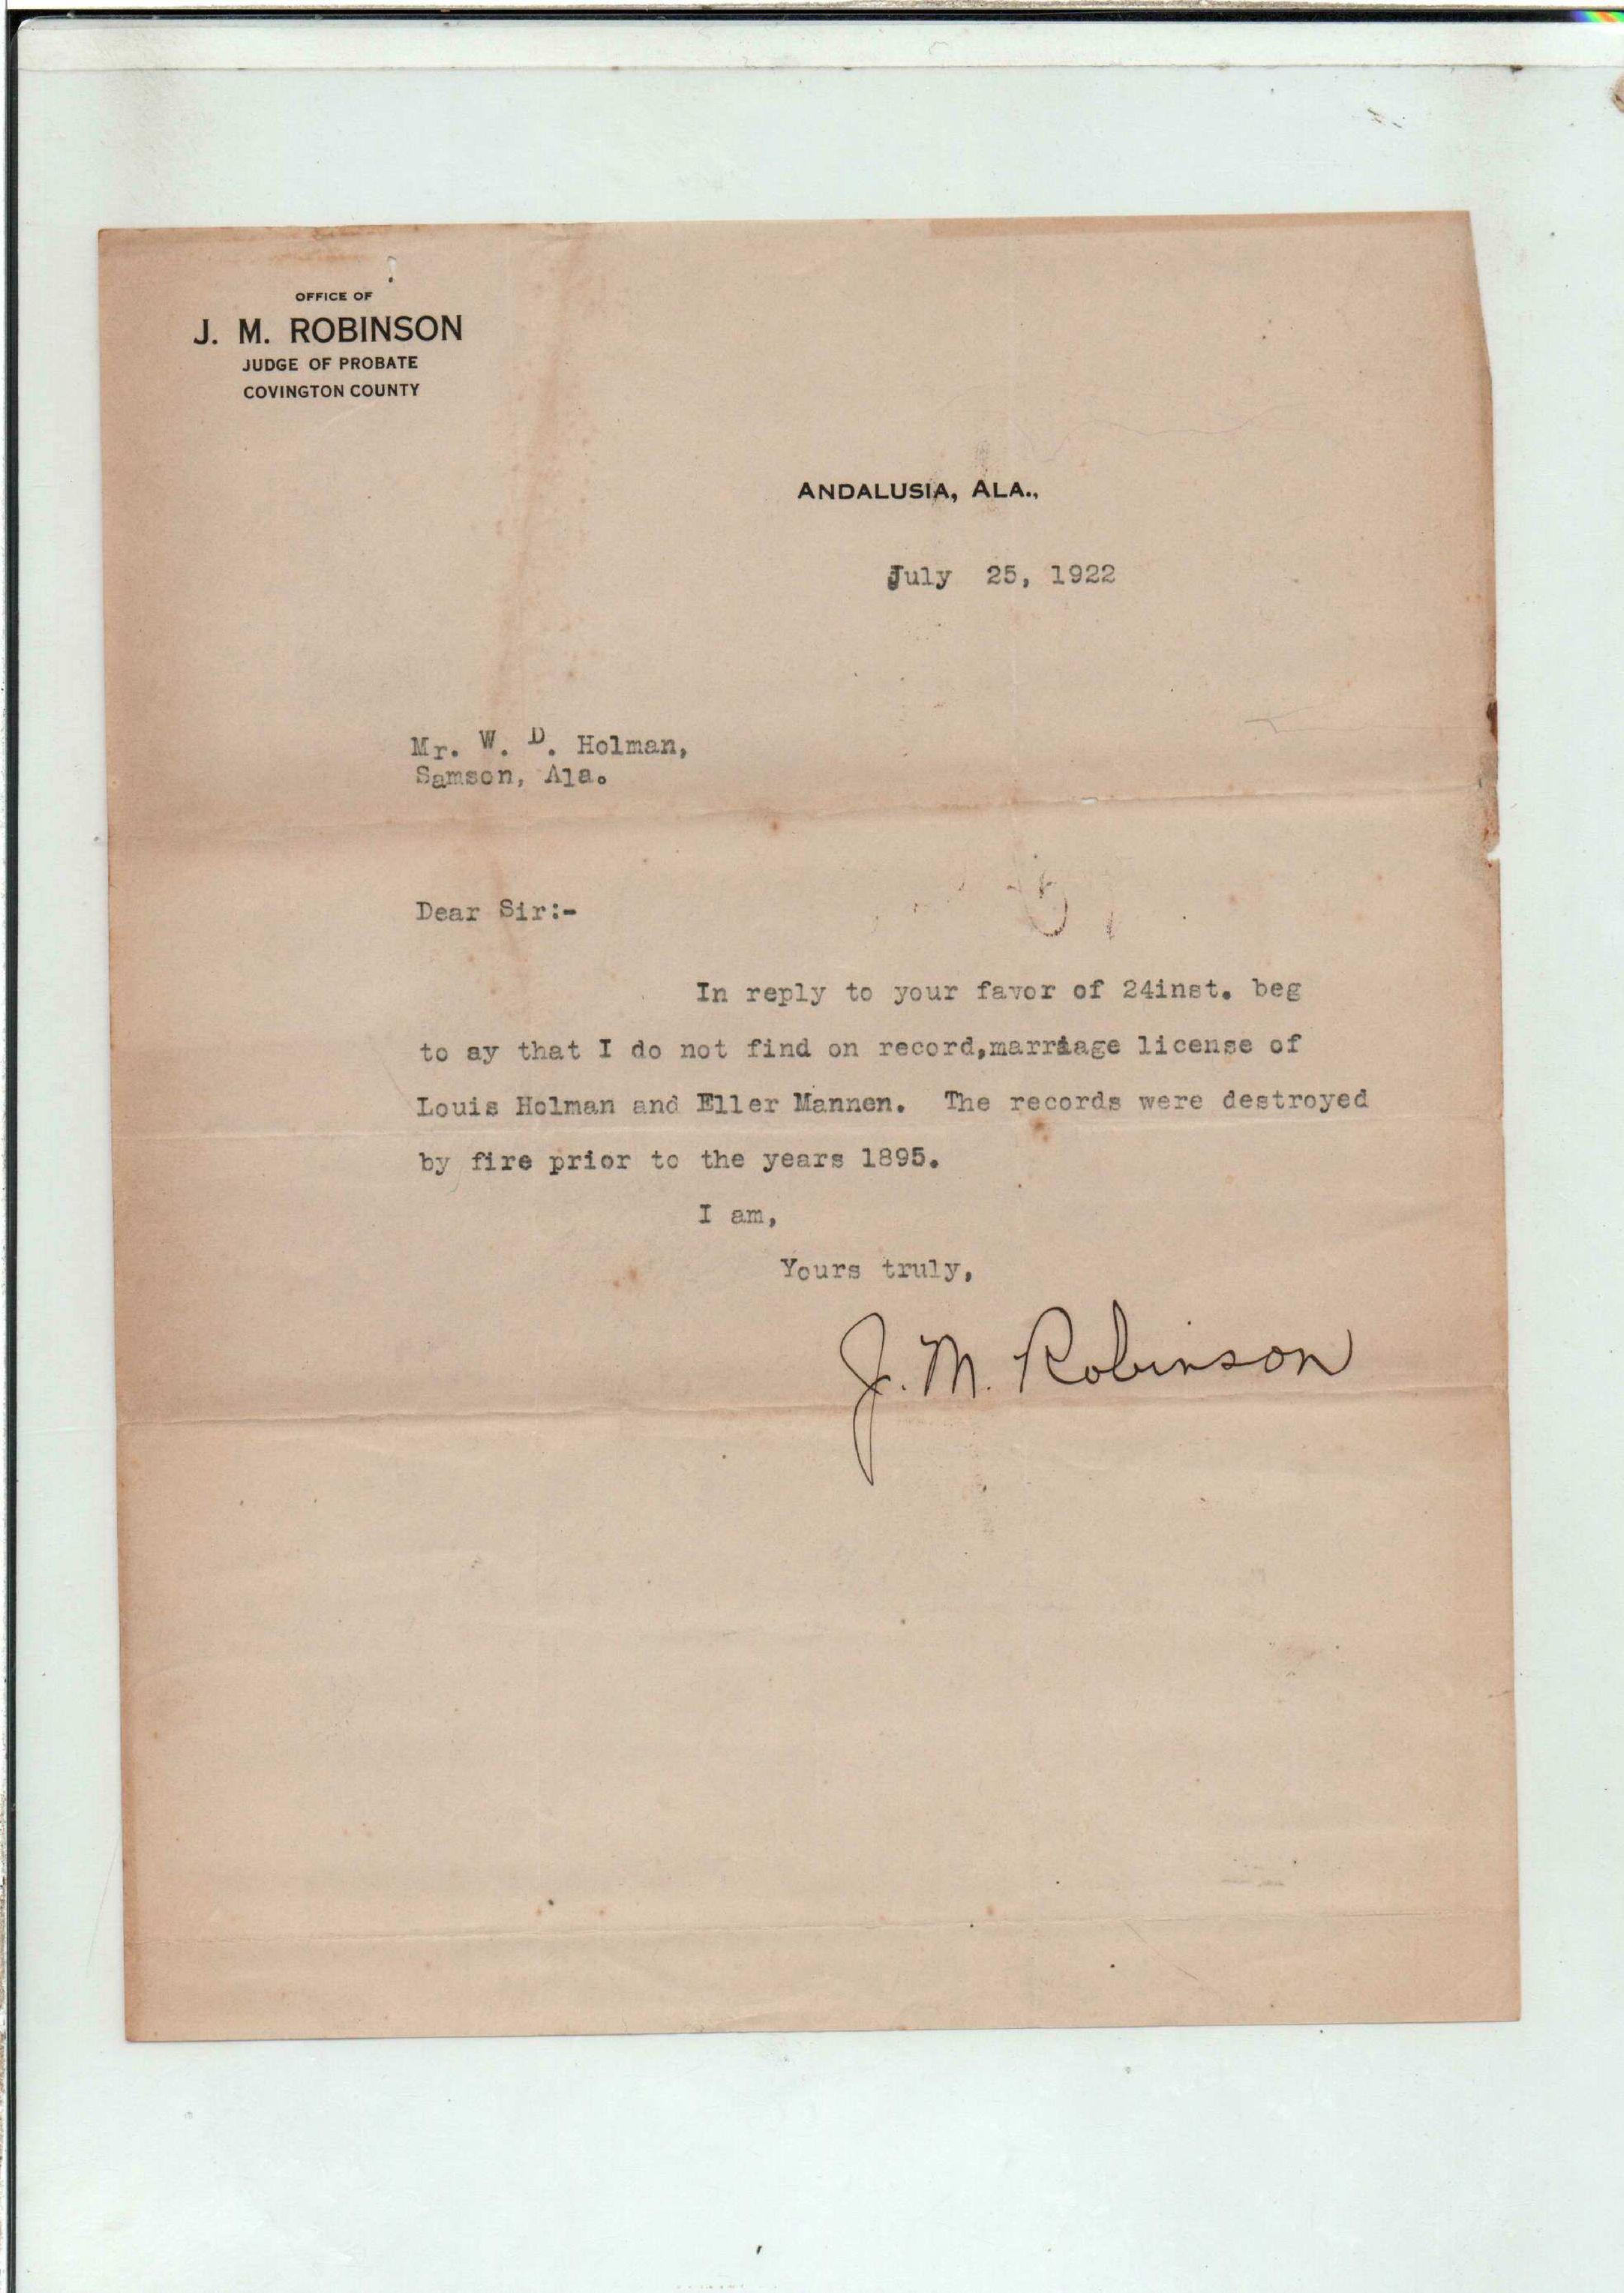 OFFICE OF
J. M. ROBINSON
JUDGE OF PROBATE
COVINGTON COUNTY
ANDALUSIA, ALA.,
July 25, 1922
Mr. W. D. Holman,
Samson, Ala.
Dear Sir:-
In reply to your favor of 24inst. beg
to ay that I do not find on record,marriage license of
Louis Holman and Eller Mannen. The records were destroyed
by fire prior to the years 1895.
I am,
Yours truly,
J. M. Robinson